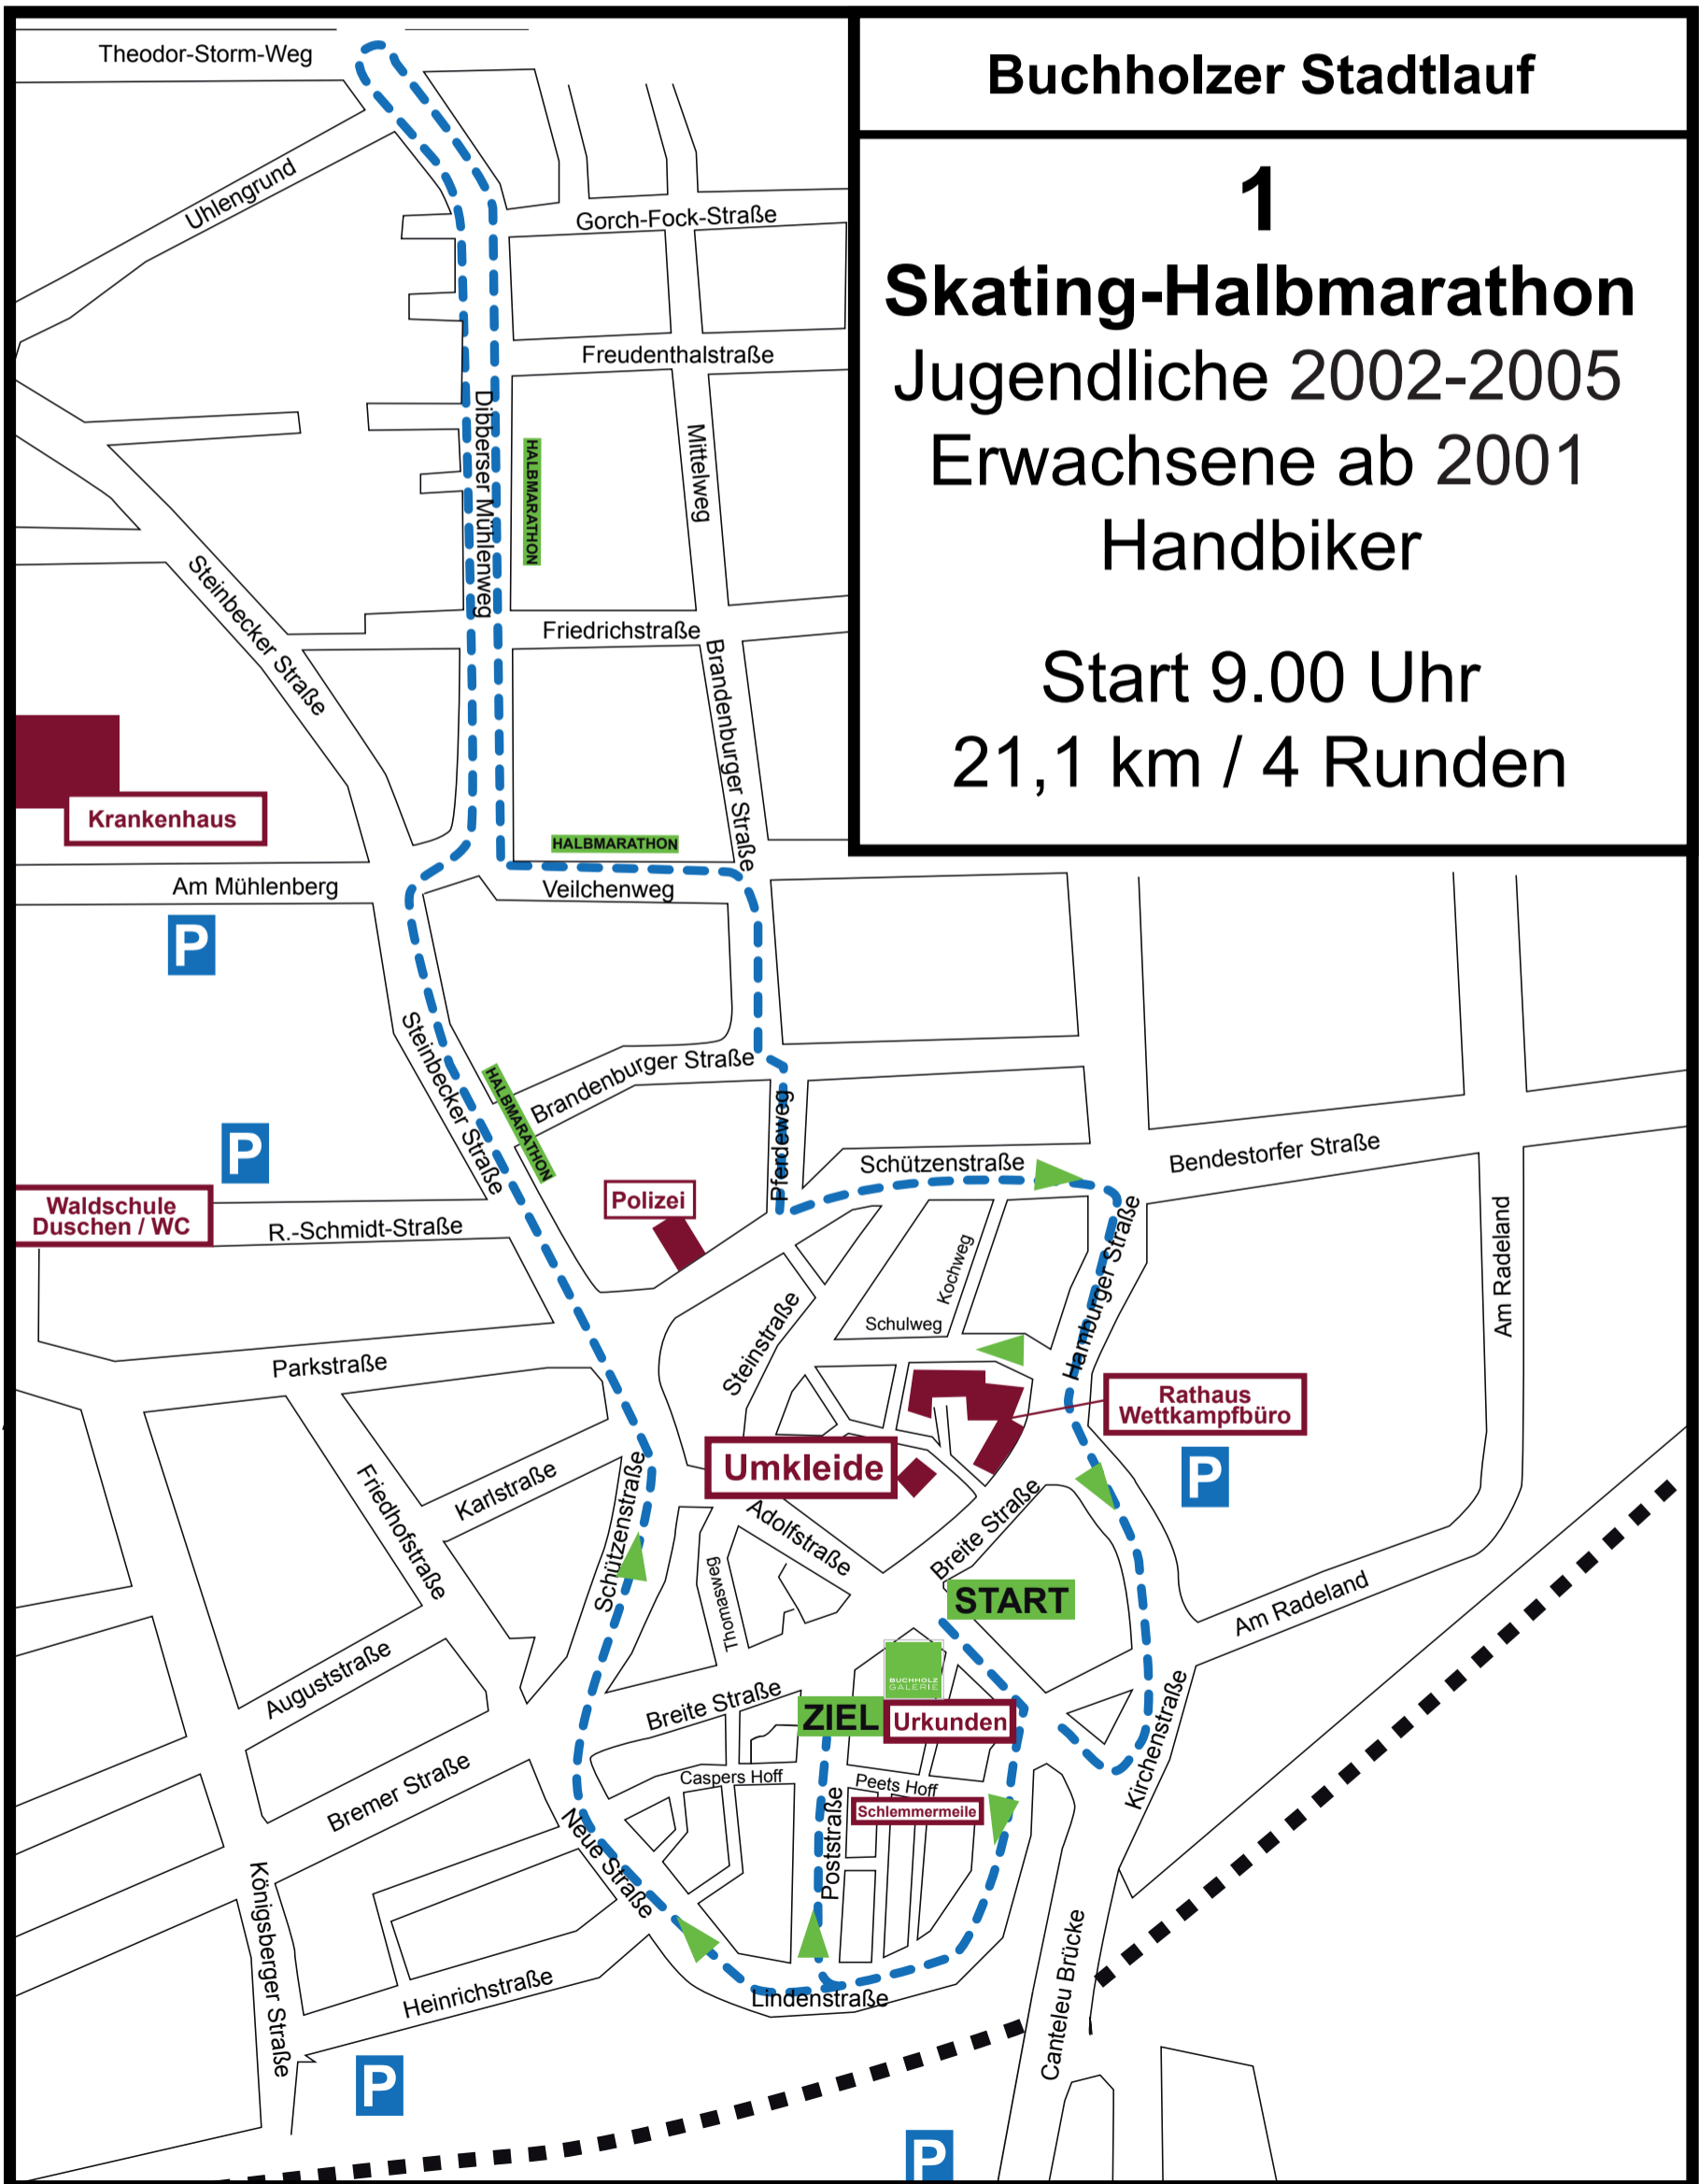 Buchholzer Stadtlauf
1
Skating-Halbmarathon
Jugendliche 2002-2005
Erwachsene ab 2001
Handbiker
Start 9.00 Uhr
21,1 km / 4 Runden
Theodor-Storm-Weg
Uhlengrund
Gorch-Fock-Straße
Freudenthalstraße
Dibberser Mühlenweg
HALBMARATHON
Mittelweg
Steinbecker Straße
Friedrichstraße
Brandenburger Straße
Krankenhaus
HALBMARATHON
Am Mühlenberg
Veilchenweg
P
Steinbecker Straße
HALBMARATHON
Brandenburger Straße
Pferdeweg
P
Schützenstraße
Bendestorfer Straße
Waldschule
Duschen / WC
R.-Schmidt-Straße
Polizei
Kochweg
Hamburger Straße
Am Radeland
Schulweg
Steinstraße
Parkstraße
Rathaus
Wettkampfbüro
Umkleide
P
Karlstraße
Friedhofstraße
Schützenstraße
Adolfstraße
Breite Straße
Thomasweg
START
Am Radeland
Auguststraße
BUCHHOLZ
GALERIE
Breite Straße
ZIEL
Urkunden
Kirchenstraße
Bremer Straße
Caspers Hoff
Peets Hoff
Schlemmermeile
Neue Straße
Poststraße
Königsberger Straße
Heinrichstraße
Lindenstraße
Canteleu Brücke
P
P